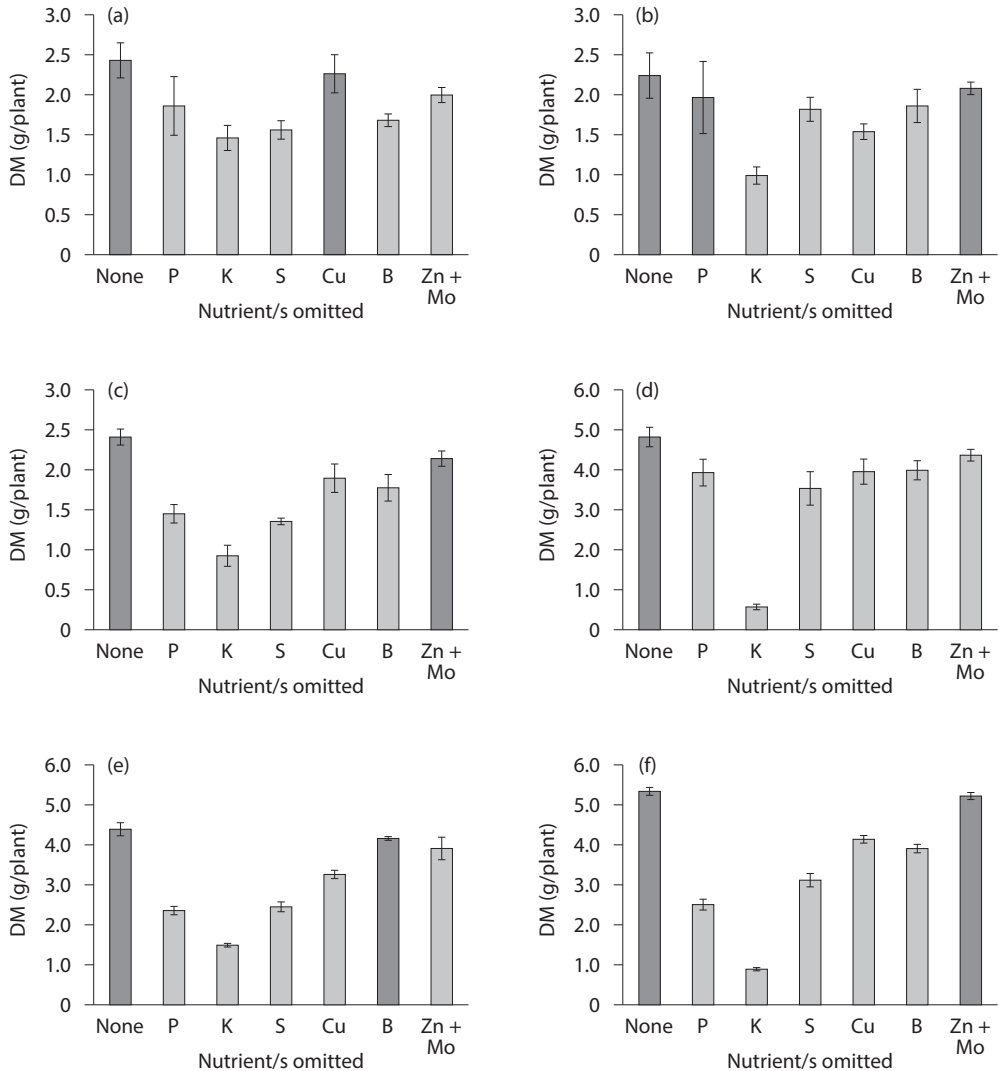 (a)
3.0
2.5
2.0
1.5
1.0
0.5
0
DM (g/plant)
None P K S Cu B Zn +
Mo
Nutrient/s omitted
(b)
3.0
2.5
2.0
1.5
1.0
0.5
0
DM (g/plant)
None P K S Cu B Zn +
Mo
Nutrient/s omitted
(c)
3.0
2.5
2.0
1.5
1.0
0.5
0
DM (g/plant)
None P K S Cu B Zn +
Mo
Nutrient/s omitted
(d)
6.0
5.0
4.0
3.0
2.0
1.0
0
DM (g/plant)
None P K S Cu B Zn +
Mo
Nutrient/s omitted
(e)
6.0
5.0
4.0
3.0
2.0
1.0
0
DM (g/plant)
None P K S Cu B Zn +
Mo
Nutrient/s omitted
(f)
6.0
5.0
4.0
3.0
2.0
1.0
0
DM (g/plant)
None P K S Cu B Zn +
Mo
Nutrient/s omitted